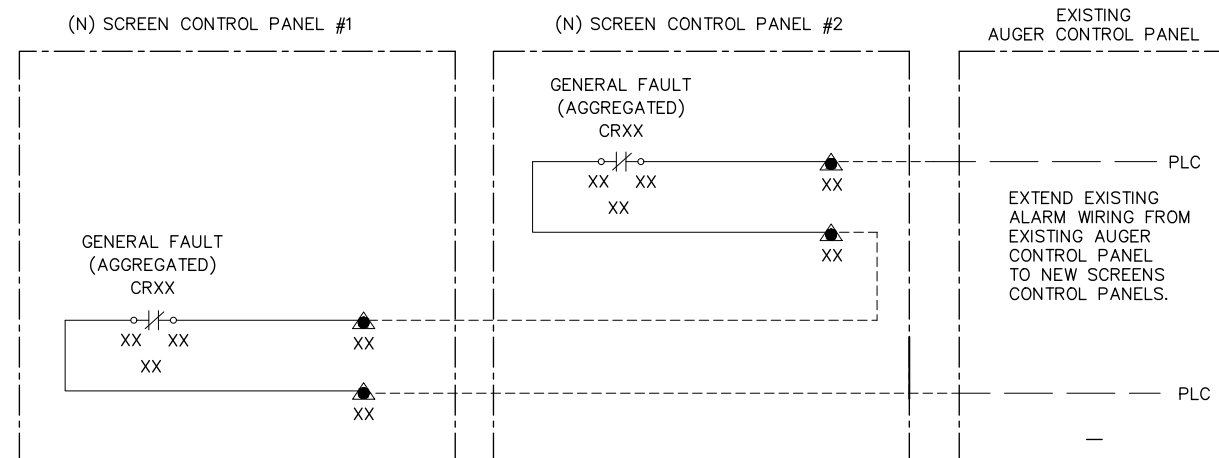 (N) SCREEN CONTROL PANEL #1
(N) SCREEN CONTROL PANEL #2
EXISTING
AUGER CONTROL PANEL
GENERAL FAULT
(AGGREGATED)
CRXX
XX XX
XX
XX
XX
PLC
EXTEND EXISTING
ALARM WIRING FROM
EXISTING AUGER
CONTROL PANEL
TO NEW SCREENS
CONTROL PANELS.
GENERAL FAULT
(AGGREGATED)
CRXX
XX XX
XX
XX
XX
PLC